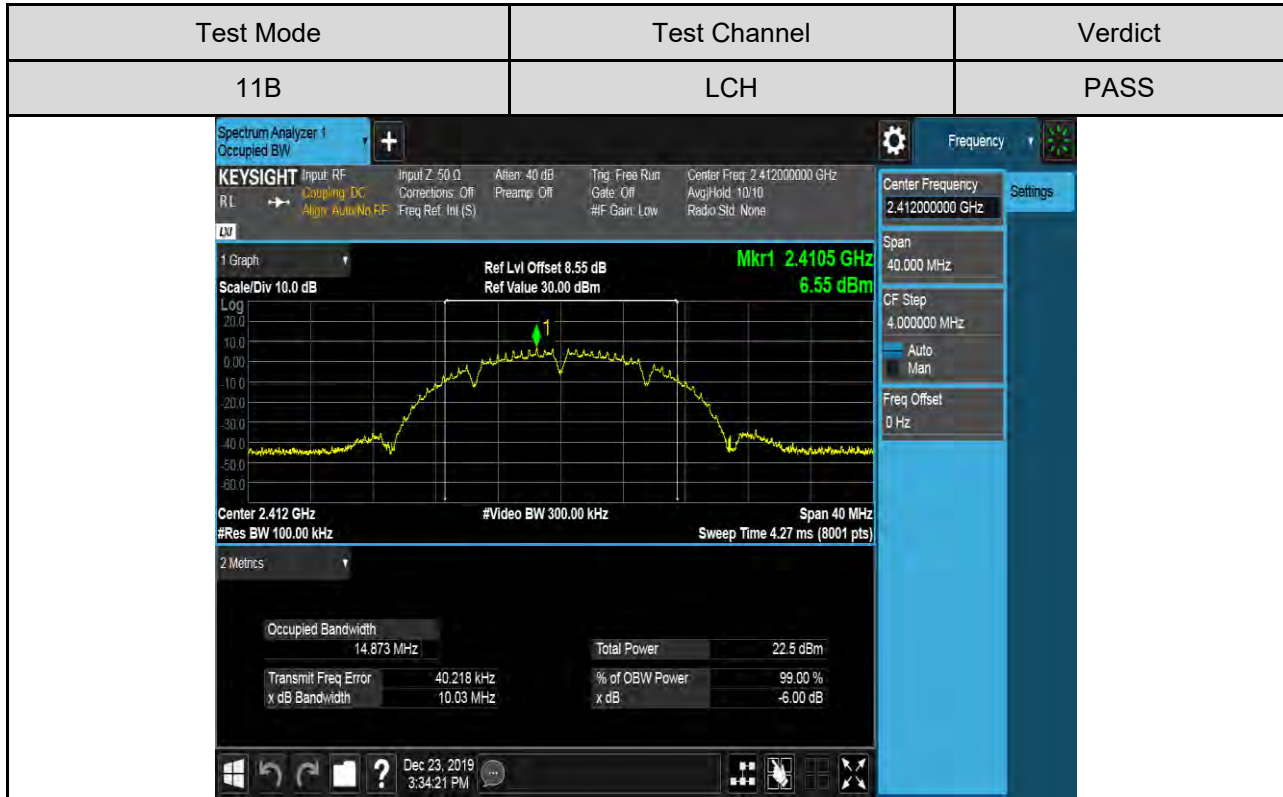 Test Mode Test Channel Verdict
11B LCH PASS
Spectrum Analyzer 1
Occupied BW
+
Frequency
KEYSIGHT Input: RF Input Z: 50 Ω Atten: 40 dB Trig: Free Run Center Freq: 2.412000000 GHz
RL Coupling: DC Corrections: Off Preamp: Off Gate: Off Avg|Hold: 10/10
Align: Auto/No RF Freq Ref: Int (S) #IF Gain: Low Radio Std: None
LXI
Center Frequency
2.412000000 GHz
Settings
Span
40.000 MHz
CF Step
4.000000 MHz
Auto
Man
Freq Offset
0 Hz
1 Graph
Scale/Div 10.0 dB
Ref Lvl Offset 8.55 dB
Ref Value 30.00 dBm
Mkr1 2.4105 GHz
6.55 dBm
Log
20.0
10.0
0.00
-10.0
-20.0
-30.0
-40.0
-50.0
-60.0
1
Center 2.412 GHz #Video BW 300.00 kHz Span 40 MHz
#Res BW 100.00 kHz Sweep Time 4.27 ms (8001 pts)
2 Metrics
Occupied Bandwidth
14.873 MHz Total Power 22.5 dBm
Transmit Freq Error 40.218 kHz % of OBW Power 99.00 %
x dB Bandwidth 10.03 MHz x dB -6.00 dB
? Dec 23, 2019
3:34:21 PM